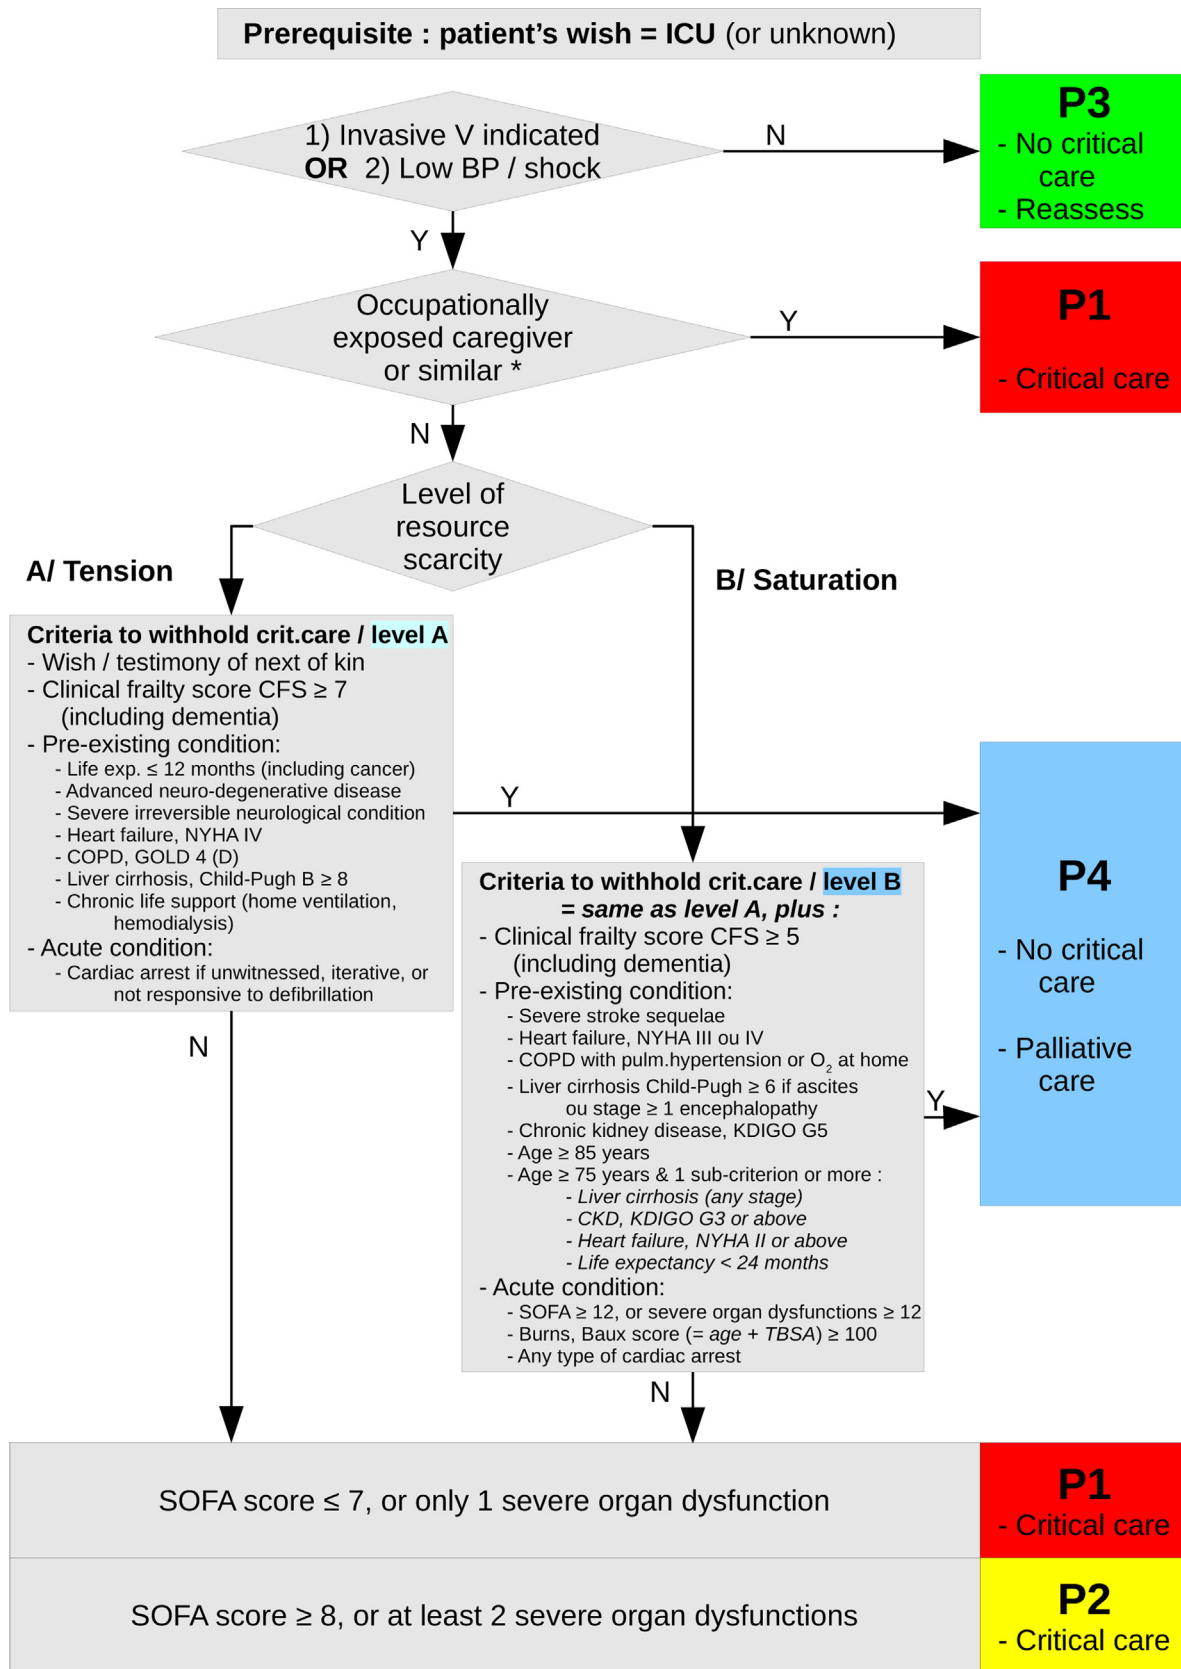 Prerequisite : patient's wish = ICU (or unknown)
1) Invasive V indicated
OR 2) Low BP / shock
N
P3
- No critical
care
- Reassess
Y
Occupationally
exposed caregiver
or similar *
Y
P1
- Critical care
N
Level of
resource
scarcity
A/ Tension
B/ Saturation
Criteria to withhold crit.care / level A
- Wish / testimony of next of kin
- Clinical frailty score CFS ≥ 7
(including dementia)
- Pre-existing condition:
- Life exp. ≤ 12 months (including cancer)
- Advanced neuro-degenerative disease
- Severe irreversible neurological condition
- Heart failure, NYHA IV
- COPD, GOLD 4 (D)
- Liver cirrhosis, Child-Pugh B ≥ 8
- Chronic life support (home ventilation,
hemodialysis)
- Acute condition:
- Cardiac arrest if unwitnessed, iterative, or
not responsive to defibrillation
Y
N
Criteria to withhold crit.care / level B
= same as level A, plus :
- Clinical frailty score CFS ≥ 5
(including dementia)
- Pre-existing condition:
- Severe stroke sequelae
- Heart failure, NYHA III ou IV
- COPD with pulm.hypertension or O2 at home
- Liver cirrhosis Child-Pugh ≥ 6 if ascites
ou stage ≥ 1 encephalopathy
- Chronic kidney disease, KDIGO G5
- Age ≥ 85 years
- Age ≥ 75 years & 1 sub-criterion or more :
- Liver cirrhosis (any stage)
- CKD, KDIGO G3 or above
- Heart failure, NYHA II or above
- Life expectancy < 24 months
- Acute condition:
- SOFA ≥ 12, or severe organ dysfunctions ≥ 12
- Burns, Baux score (= age + TBSA) ≥ 100
- Any type of cardiac arrest
Y
N
P4
- No critical
care
- Palliative
care
SOFA score ≤ 7, or only 1 severe organ dysfunction
P1
- Critical care
SOFA score ≥ 8, or at least 2 severe organ dysfunctions
P2
- Critical care